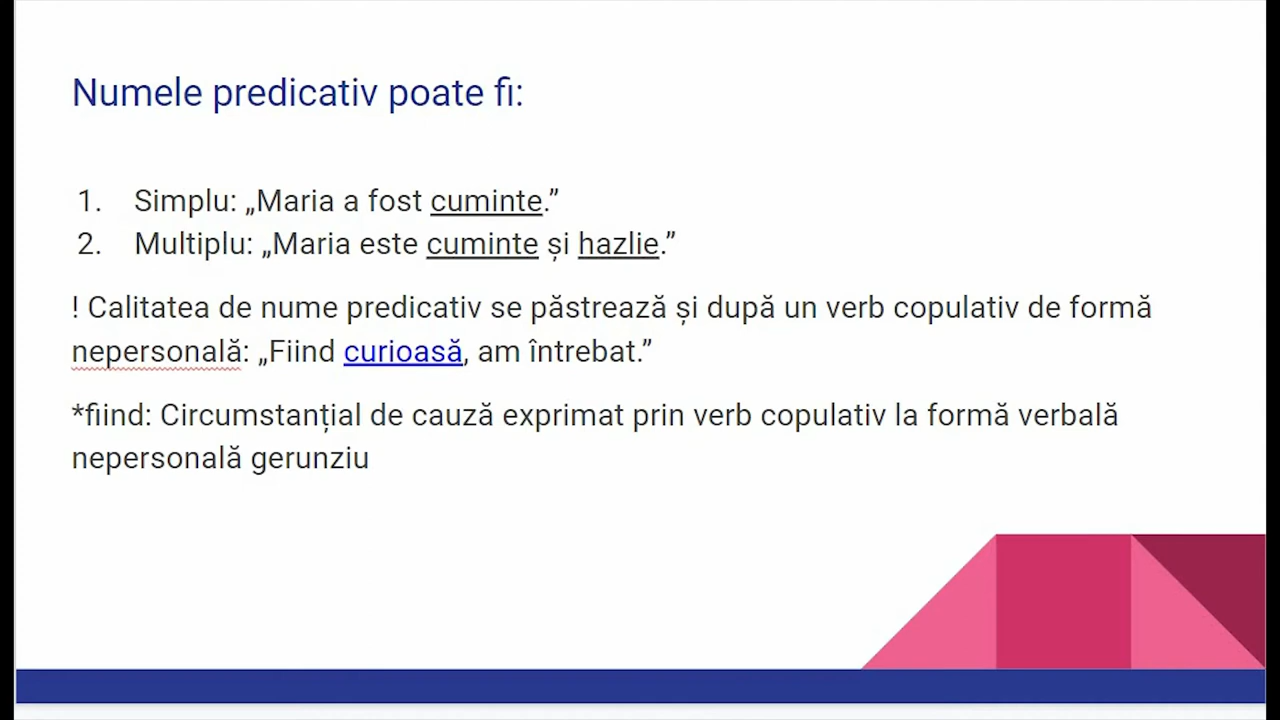 Numele predicativ poate fi:
1. Simplu: „Maria a fost cuminte.”
2. Multiplu: „Maria este cuminte și hazlie.”
! Calitatea de nume predicativ se păstrează și după un verb copulativ de formă
nepersonală: „Fiind curioasă, am întrebat.”
*fiind: Circumstanțial de cauză exprimat prin verb copulativ la formă verbală
nepersonală gerunziu